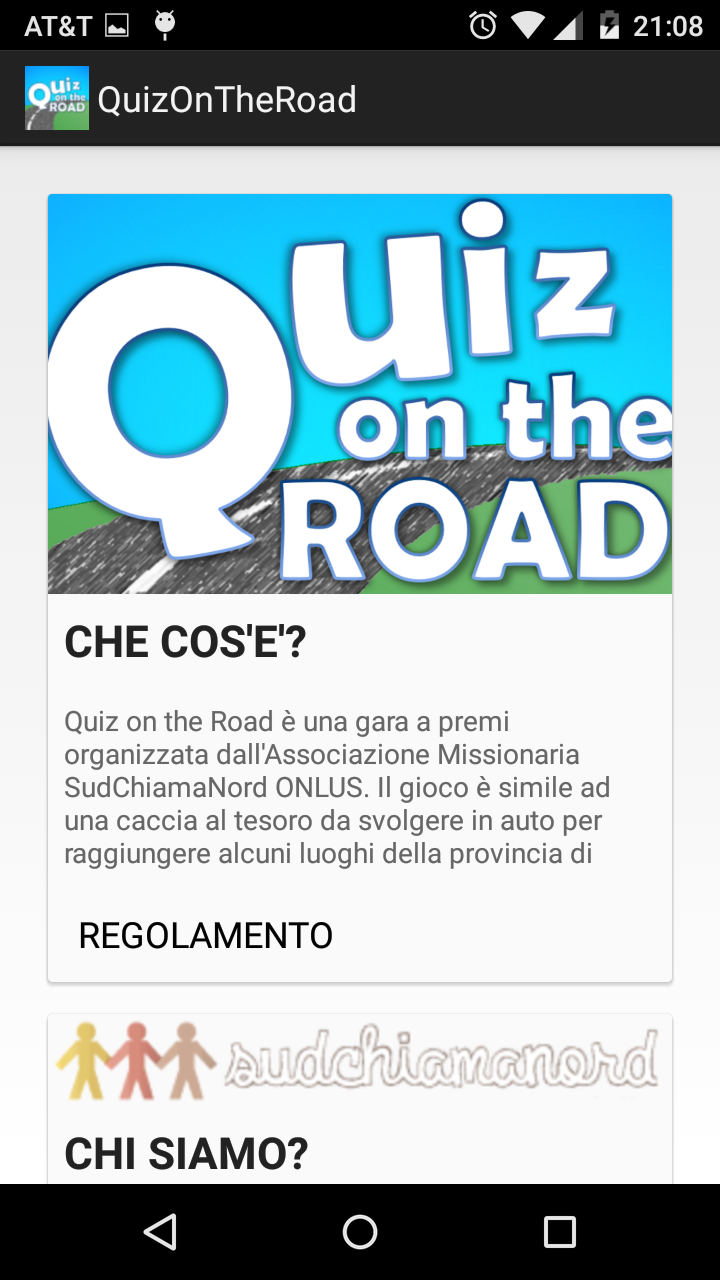 AT&T 21:08
Quiz on the ROAD QuizOnTheRoad
Quiz
on the
ROAD
CHE COS'E'?
Quiz on the Road è una gara a premi
organizzata dall'Associazione Missionaria
SudChiamaNord ONLUS. Il gioco è simile ad
una caccia al tesoro da svolgere in auto per
raggiungere alcuni luoghi della provincia di
REGOLAMENTO
sudchiamanord
CHI SIAMO?